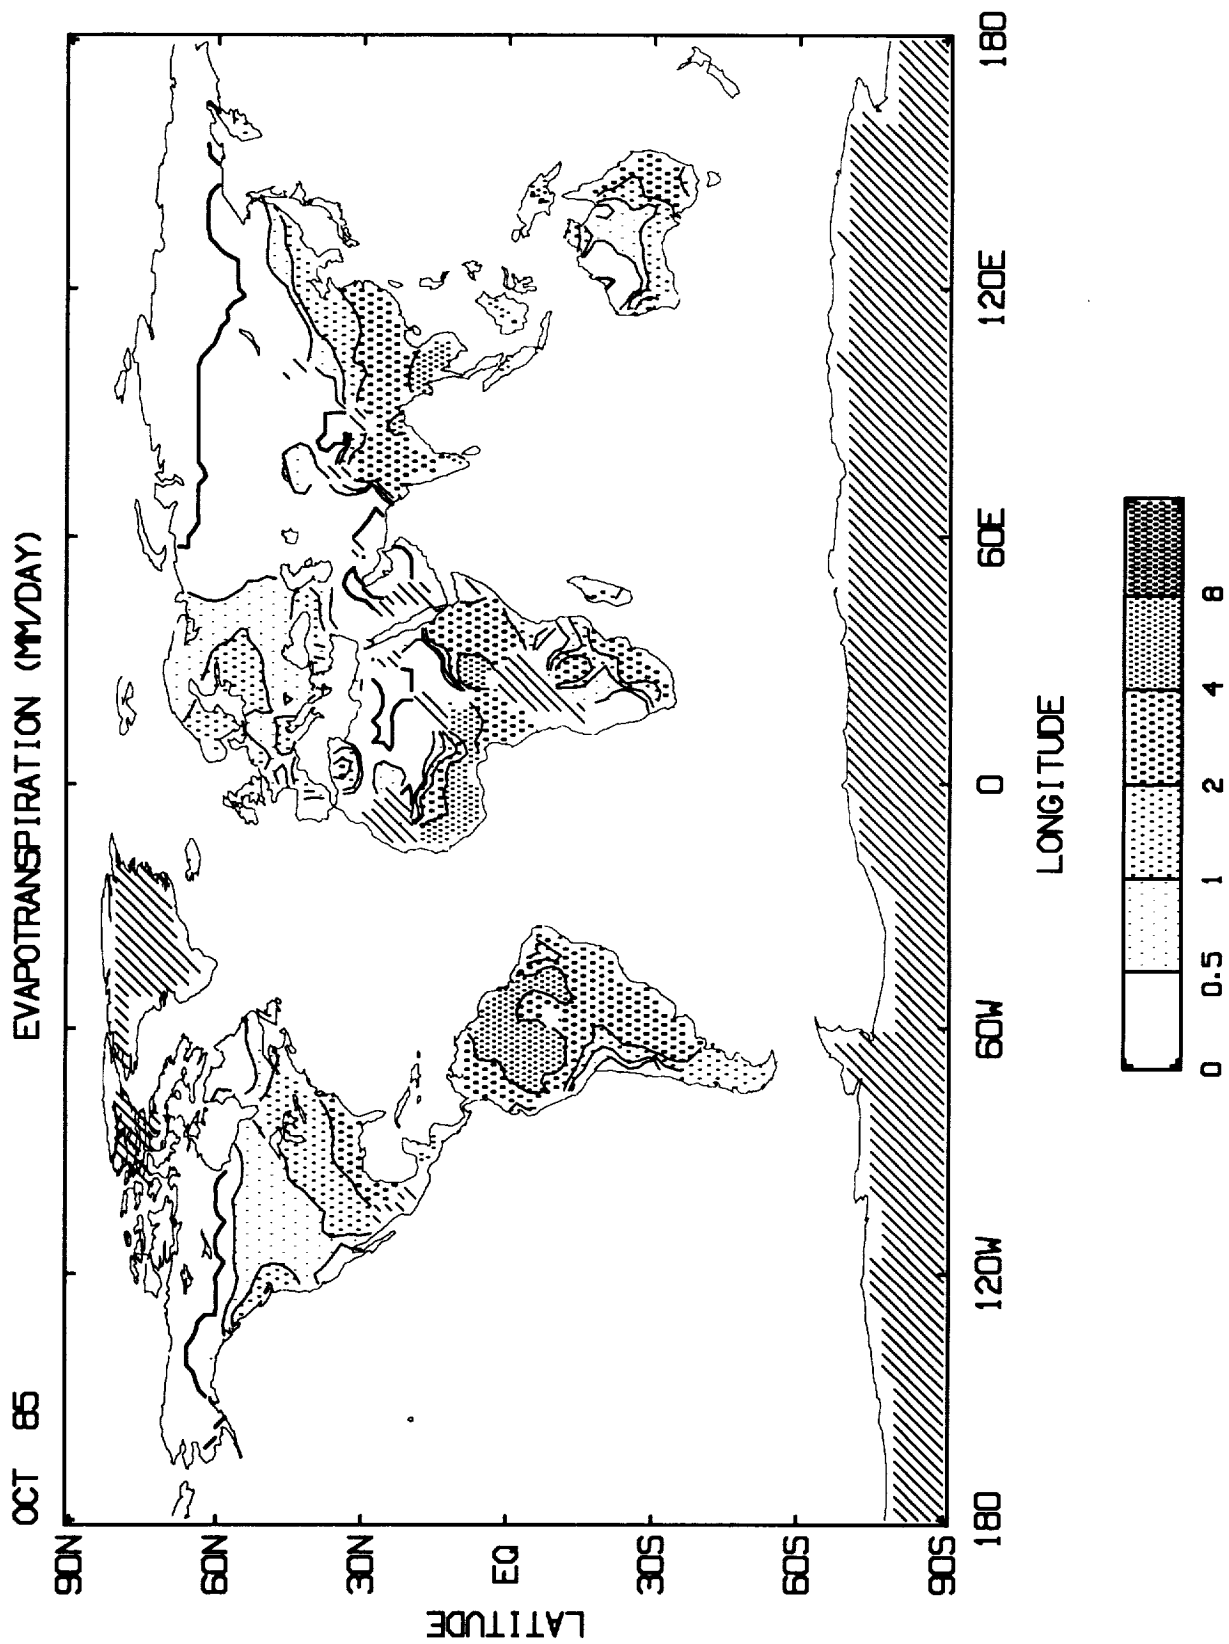 OCT 85
EVAPOTRANSPIRATION (MM/DAY)
90N
60N
30N
EQ
30S
60S
90S
LATITUDE
180 120W 60W 0 60E 120E 180
LONGITUDE
0 0.5 1 2 4 8